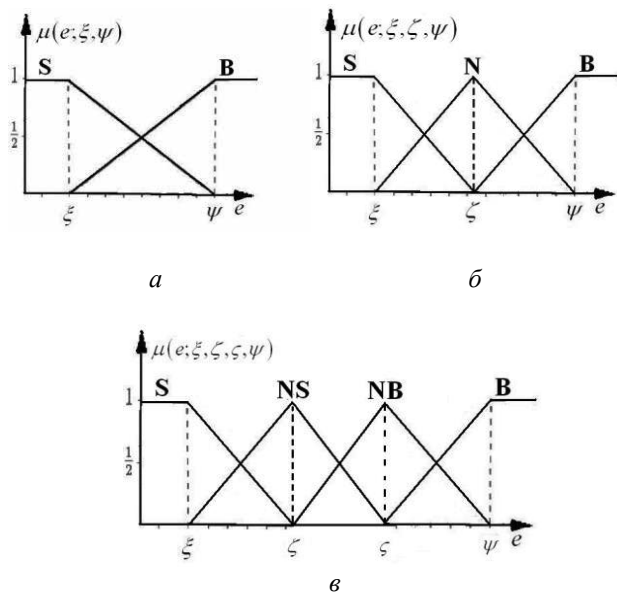 μ(e;ξ,ψ)
S B
1
½
ξ ψ e
а
μ(e;ξ,ζ,ψ)
S N B
1
½
ξ ζ ψ e
б
μ(e;ξ,ζ,ς,ψ)
S NS NB B
1
½
ξ ζ ς ψ e
в